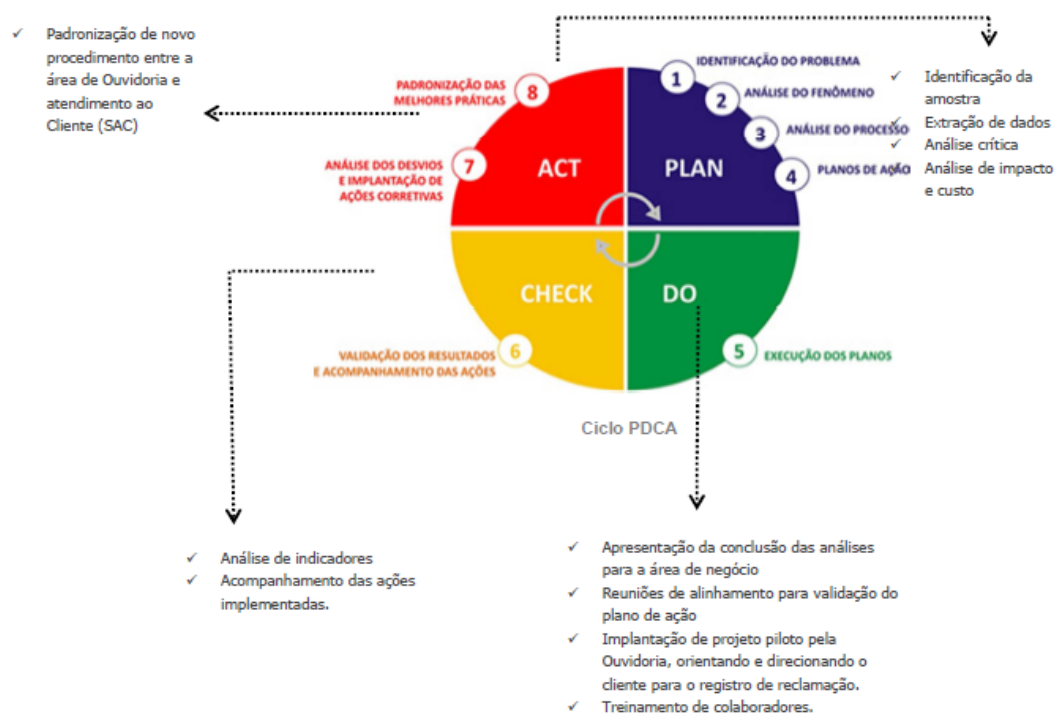 ✓ Padronização de novo
procedimento entre a
área de Ouvidoria e
atendimento ao
Cliente (SAC)
PADRONIZAÇÃO DAS
MELHORES PRÁTICAS
8
ANÁLISE DOS DESVIOS
E IMPLANTAÇÃO DE
AÇÕES CORRETIVAS
7
ACT
PLAN
1 IDENTIFICAÇÃO DO PROBLEMA
2 ANÁLISE DO FENÔMENO
3 ANÁLISE DO PROCESSO
4 PLANOS DE AÇÃO
✓ Identificação da
amostra
✓ Extração de dados
✓ Análise crítica
✓ Análise de impacto
e custo
CHECK
DO
VALIDAÇÃO DOS RESULTADOS
E ACOMPANHAMENTO DAS AÇÕES
6
5 EXECUÇÃO DOS PLANOS
Ciclo PDCA
✓ Análise de indicadores
✓ Acompanhamento das ações
implementadas.
✓ Apresentação da conclusão das análises
para a área de negócio
✓ Reuniões de alinhamento para validação do
plano de ação
✓ Implantação de projeto piloto pela
Ouvidoria, orientando e direcionando o
cliente para o registro de reclamação.
✓ Treinamento de colaboradores.